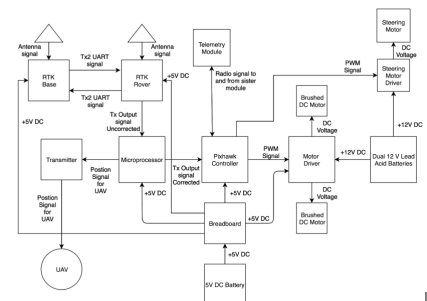 Antenna
signal
Antenna
signal
RTK
Base
Tx2 UART
signal
Tx2 UART
signal
RTK
Rover
+5V DC
+5V DC
Telemetry
Module
Radio signal to
and from sister
module
PWM
Signal
Steering
Motor
DC
Voltage
Steering
Motor
Driver
+12V DC
Brushed
DC Motor
DC
Voltage
Tx Output
signal
Uncorrected
Transmitter
Postion
Signal
for
UAV
Microprocessor
Tx Output
signal
Corrected
Pixhawk
Controller
PWM
Signal
Motor
Driver
+12V DC
Dual 12 V Lead
Acid Batteries
Postion
Signal for
UAV
+5V DC
+5V DC
+5V DC
DC
Voltage
Brushed
DC Motor
Breadboard
UAV
+5V DC
5V DC Battery